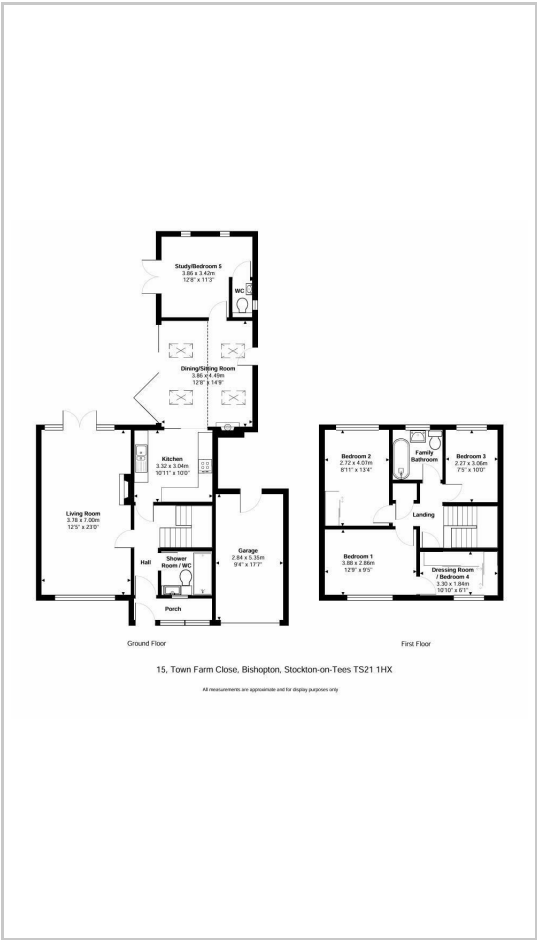 Study/Bedroom 5
3.86 x 3.42m
12'8" x 11'3"
WC
Dining/Sitting Room
3.86 x 4.49m
12'8" x 14'9"
Kitchen
3.32 x 3.04m
10'11" x 10'0"
Living Room
3.78 x 7.00m
12'5" x 23'0"
Hall
Shower
Room / WC
Porch
Garage
2.84 x 5.35m
9'4" x 17'7"
Ground Floor
Bedroom 2
2.72 x 4.07m
8'11" x 13'4"
Family
Bathroom
Bedroom 3
2.27 x 3.06m
7'5" x 10'0"
Landing
Bedroom 1
3.88 x 2.86m
12'9" x 9'5"
Dressing Room
/ Bedroom 4
3.30 x 1.84m
10'10" x 6'1"
First Floor
15, Town Farm Close, Bishopton, Stockton-on-Tees TS21 1HX
All measurements are approximate and for display purposes only